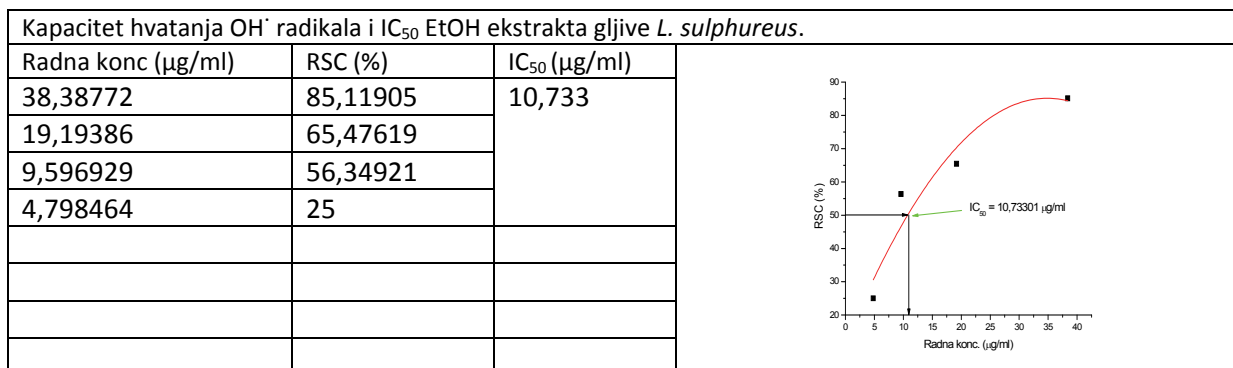 Kapacitet hvatanja OH˙ radikala i IC₅₀ EtOH ekstrakta gljive L. sulphureus.
Radna konc (µg/ml) RSC (%) IC₅₀ (µg/ml)
38,38772 85,11905 10,733
19,19386 65,47619
9,596929 56,34921
4,798464 25
90
80
70
60
50
40
30
20
RSC (%)
IC₅₀ = 10,73301 µg/ml
0 5 10 15 20 25 30 35 40
Radna konc. (µg/ml)